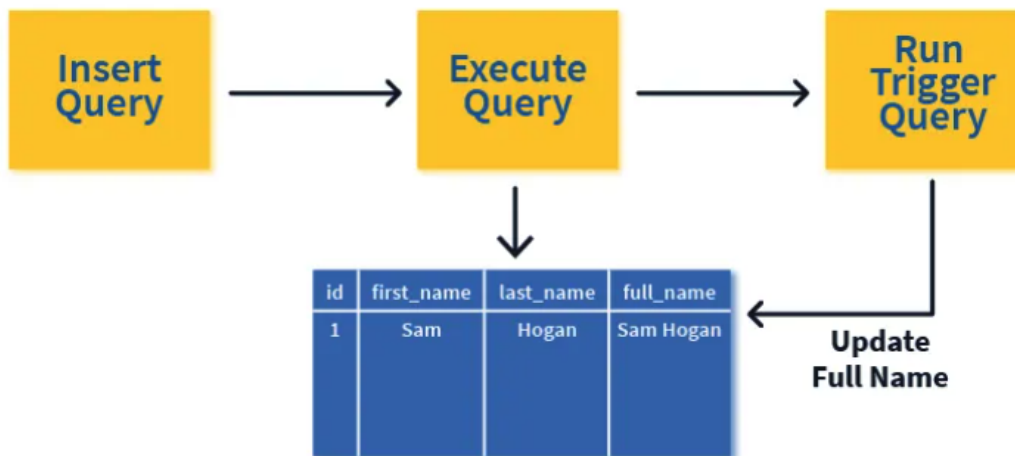 Insert
Query
Execute
Query
Run
Trigger
Query
id first_name last_name full_name
1 Sam Hogan Sam Hogan
Update
Full Name